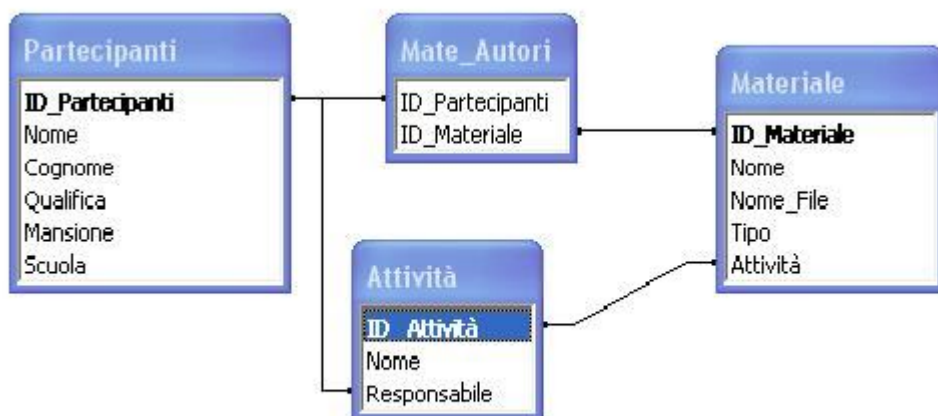 Partecipanti
ID_Partecipanti
Nome
Cognome
Qualifica
Mansione
Scuola
Mate_Autori
ID_Partecipanti
ID_Materiale
Materiale
ID_Materiale
Nome
Nome_File
Tipo
Attività
Attività
ID_Attività
Nome
Responsabile